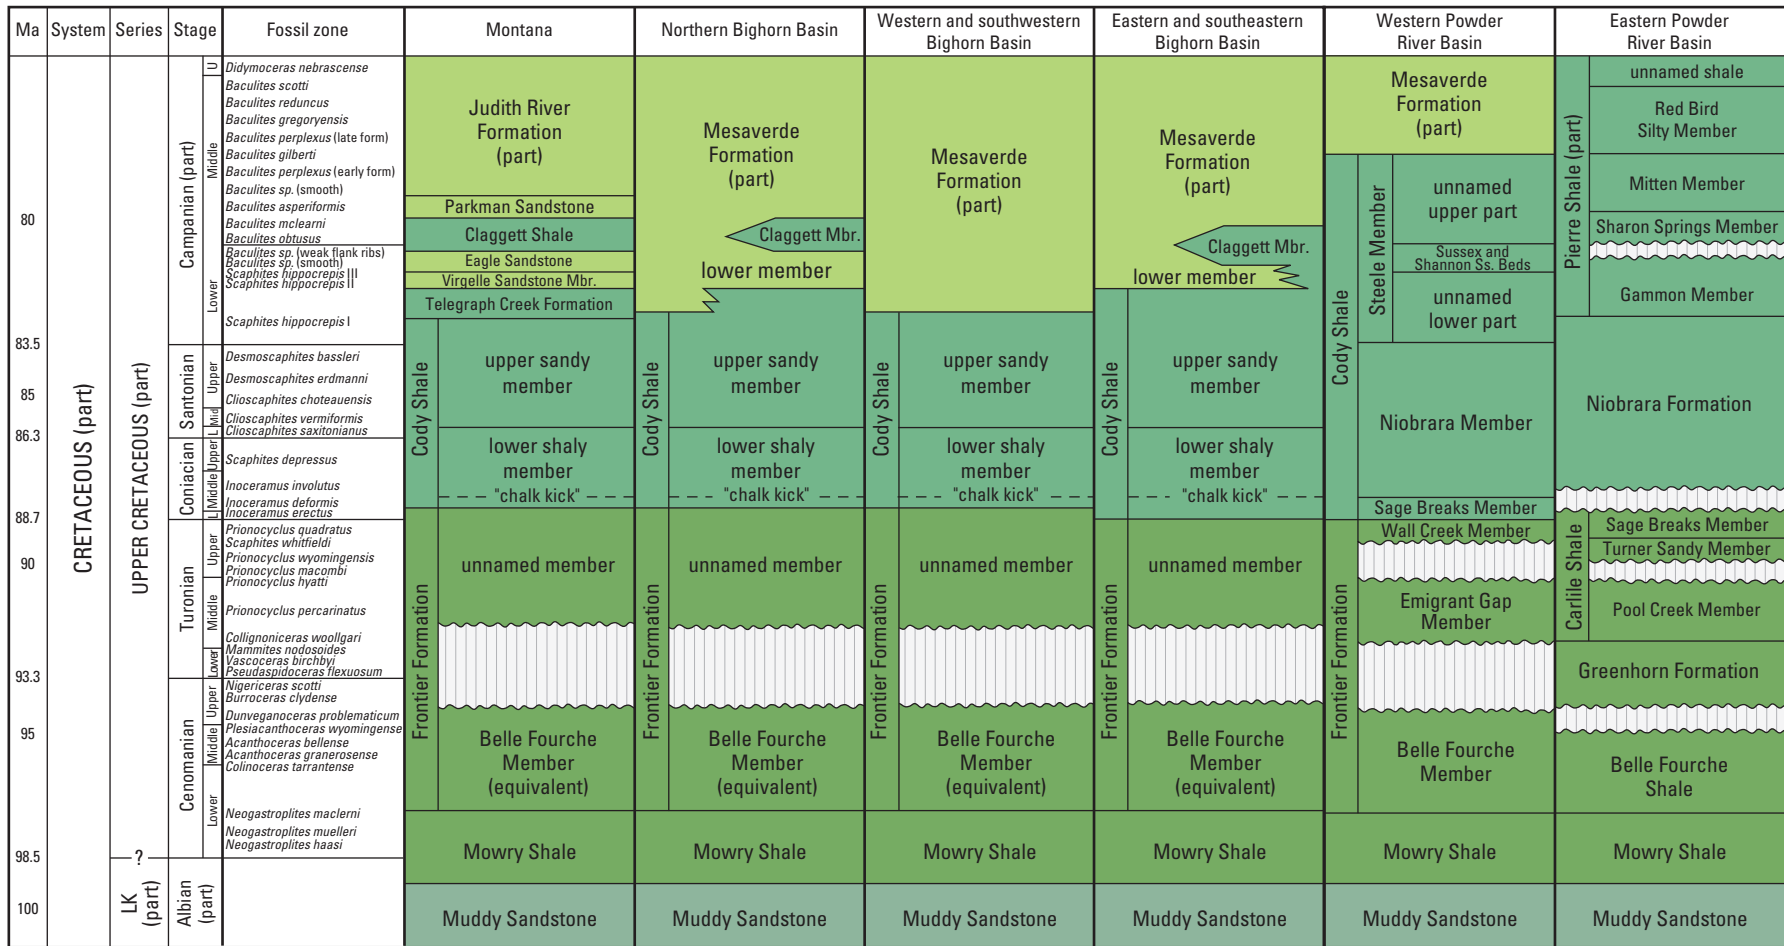 Ma
System
Series
Stage
Fossil zone
Montana
Northern Bighorn Basin
Western and southwestern
Bighorn Basin
Eastern and southeastern
Bighorn Basin
Western Powder
River Basin
Eastern Powder
River Basin
80
83.5
85
86.3
88.7
90
93.3
95
98.5
100
CRETACEOUS (part)
UPPER CRETACEOUS (part)
?
LK
(part)
Campanian (part)
Santonian
Coniacian
Turonian
Cenomanian
Albian
(part)
U
Middle
Lower
Upper
Mid
L
Upper
Middle
L
Upper
Middle
Lower
Upper
Middle
Lower
Didymoceras nebrascense
Baculites scotti
Baculites reduncus
Baculites gregoryensis
Baculites perplexus (late form)
Baculites gilberti
Baculites perplexus (early form)
Baculites sp. (smooth)
Baculites asperiformis
Baculites mclearni
Baculites obtusus
Baculites sp. (weak flank ribs)
Baculites sp. (smooth)
Scaphites hippocrepis III
Scaphites hippocrepis II
Scaphites hippocrepis I
Desmoscaphites bassleri
Desmoscaphites erdmanni
Clioscaphites choteauensis
Clioscaphites vermiformis
Clioscaphites saxitonianus
Scaphites depressus
Inoceramus involutus
Inoceramus deformis
Inoceramus erectus
Prionocyclus quadratus
Scaphites whitfieldi
Prionocyclus wyomingensis
Prionocyclus macombi
Prionocyclus hyatti
Prionocyclus percarinatus
Collignoniceras woollgari
Mammites nodosoides
Vascoceras birchbyi
Pseudaspidoceras flexuosum
Nigericeras scotti
Burroceras clydense
Dunveganoceras problematicum
Plesiacanthoceras wyomingense
Acanthoceras bellense
Acanthoceras granerosense
Colinoceras tarrantense
Neogastroplites maclerni
Neogastroplites muelleri
Neogastroplites haasi
Judith River
Formation
(part)
Parkman Sandstone
Claggett Shale
Eagle Sandstone
Virgelle Sandstone Mbr.
Telegraph Creek Formation
Cody Shale
upper sandy
member
lower shaly
member
"chalk kick"
Frontier Formation
unnamed member
Belle Fourche
Member
(equivalent)
Mowry Shale
Muddy Sandstone
Mesaverde
Formation
(part)
Claggett Mbr.
lower member
Cody Shale
upper sandy
member
lower shaly
member
"chalk kick"
Frontier Formation
unnamed member
Belle Fourche
Member
(equivalent)
Mowry Shale
Muddy Sandstone
Mesaverde
Formation
(part)
Cody Shale
upper sandy
member
lower shaly
member
"chalk kick"
Frontier Formation
unnamed member
Belle Fourche
Member
(equivalent)
Mowry Shale
Muddy Sandstone
Mesaverde
Formation
(part)
Claggett Mbr.
lower member
Cody Shale
upper sandy
member
lower shaly
member
"chalk kick"
Frontier Formation
unnamed member
Belle Fourche
Member
(equivalent)
Mowry Shale
Muddy Sandstone
Mesaverde
Formation
(part)
Cody Shale
Steele Member
unnamed
upper part
Sussex and
Shannon Ss. Beds
unnamed
lower part
Niobrara Member
Sage Breaks Member
Frontier Formation
Wall Creek Member
Emigrant Gap
Member
Belle Fourche
Member
Mowry Shale
Muddy Sandstone
Pierre Shale (part)
unnamed shale
Red Bird
Silty Member
Mitten Member
Sharon Springs Member
Gammon Member
Niobrara Formation
Carlile Shale
Sage Breaks Member
Turner Sandy Member
Pool Creek Member
Greenhorn Formation
Belle Fourche
Shale
Mowry Shale
Muddy Sandstone